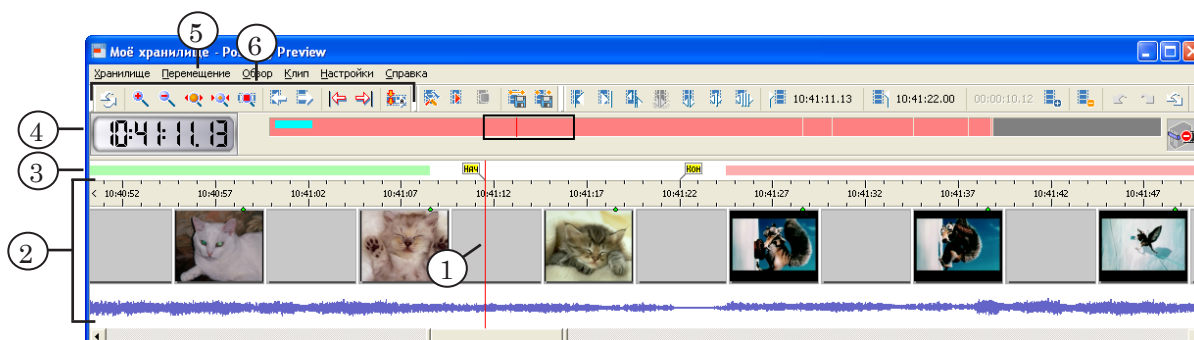 5
6
Моё хранилище - Po Preview
Хранилище Перемещение Обзор Клип Настройки Справка
10:41:11.13 10:41:22.00 00:00:10.12
4
10:41:11.13
3
Нач Кон
< 10:40:52 10:40:57 10:41:02 10:41:07 10:41:12 10:41:17 10:41:22 10:41:27 10:41:32 10:41:37 10:41:42 10:41:47
2
1